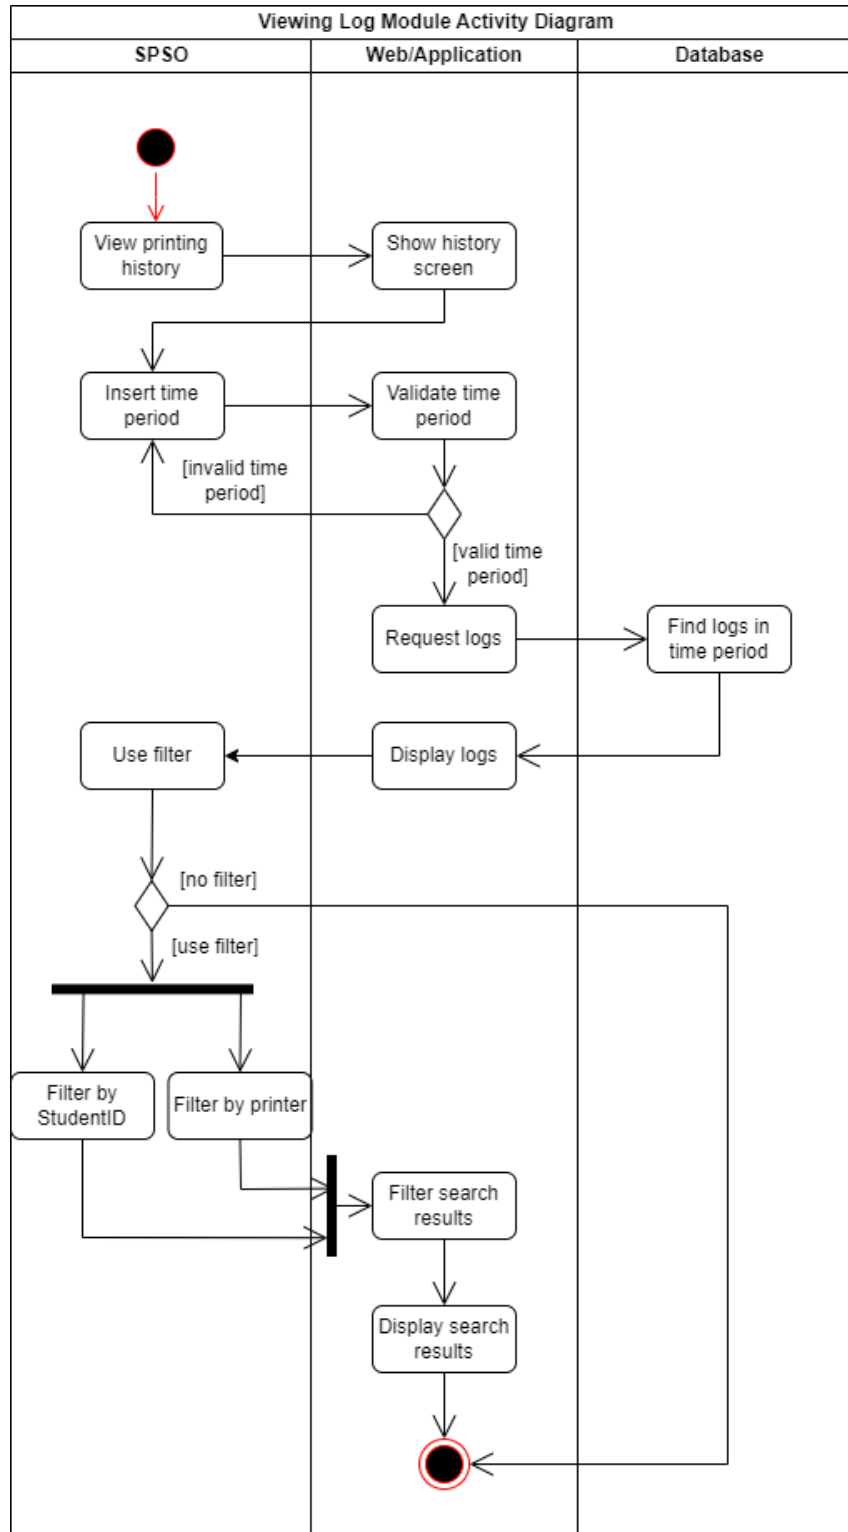 Viewing Log Module Activity Diagram
SPSO
Web/Application
Database
View printing
history
Show history
screen
Insert time
period
Validate time
period
[invalid time
period]
[valid time
period]
Request logs
Find logs in
time period
Use filter
Display logs
[no filter]
[use filter]
Filter by
StudentID
Filter by printer
Filter search
results
Display search
results